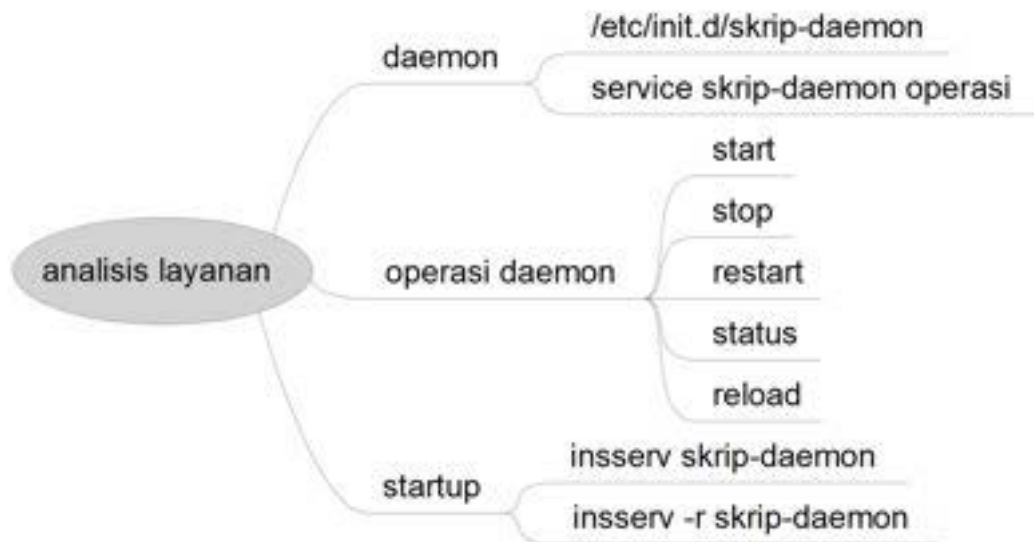 /etc/init.d/skrip-daemon
daemon
service skrip-daemon operasi
start
stop
analisis layanan
operasi daemon
restart
status
reload
insserv skrip-daemon
startup
insserv -r skrip-daemon